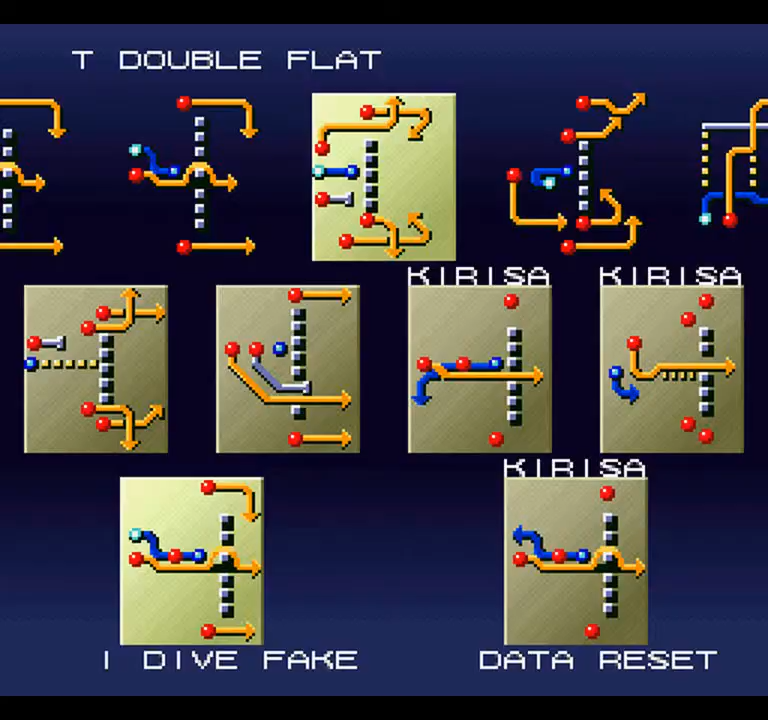 T DOUBLE FLAT
KIRISA KIRISA
KIRISA
I DIVE FAKE DATA RESET